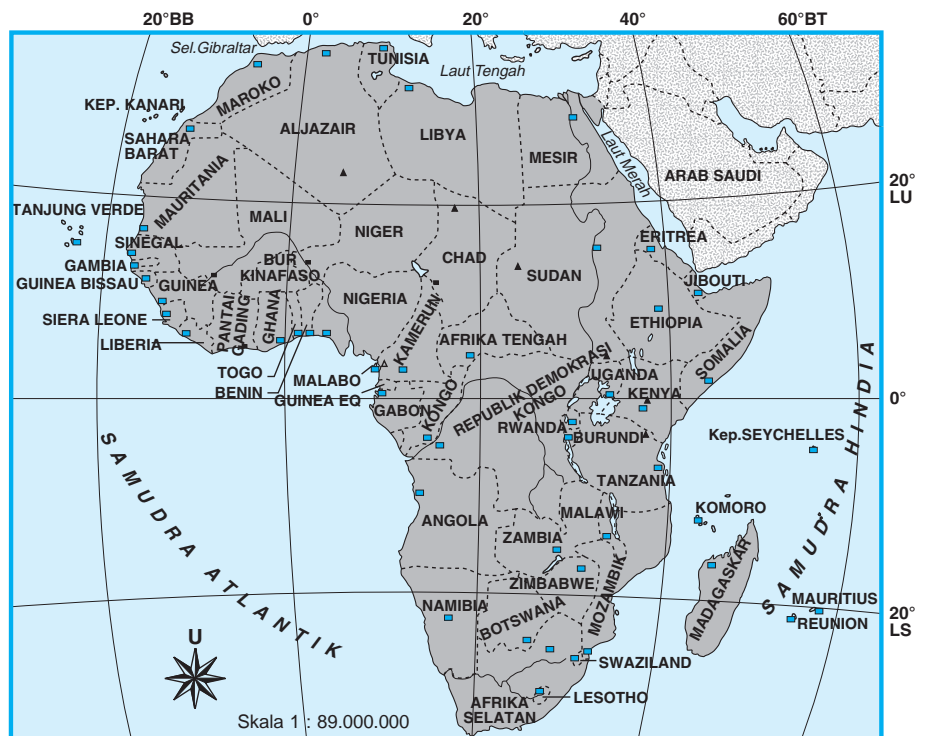 20°BB
0°
20°
40°
60°BT
Sel.Gibraltar
TUNISIA
Laut Tengah
MAROKO
KEP. KANARI
ALJAZAIR
LIBYA
SAHARA
BARAT
MESIR
Laut Merah
ARAB SAUDI
20°
LU
MAURITANIA
TANJUNG VERDE
MALI
NIGER
CHAD
ERITREA
SINEGAL
GAMBIA
BUR
KINAFASO
SUDAN
JIBOUTI
GUINEA BISSAU
GUINEA
NIGERIA
SIERA LEONE
PANTAI
GADING
GHANA
KAMERUN
ETHIOPIA
LIBERIA
AFRIKA TENGAH
SOMALIA
TOGO
MALABO
REPUBLIK DEMOKRASI
KONGO
UGANDA
BENIN
GUINEA EQ
KENYA
0°
GABON
KONGO
RWANDA
BURUNDI
Kep.SEYCHELLES
TANZANIA
SAMUDRA ATLANTIK
SAMUDRA HINDIA
ANGOLA
MALAWI
KOMORO
ZAMBIA
MADAGASKAR
ZIMBABWE
MOZAMBIK
MAURITIUS
NAMIBIA
BOTSWANA
REUNION
20°
LS
U
SWAZILAND
LESOTHO
AFRIKA
SELATAN
Skala 1 : 89.000.000